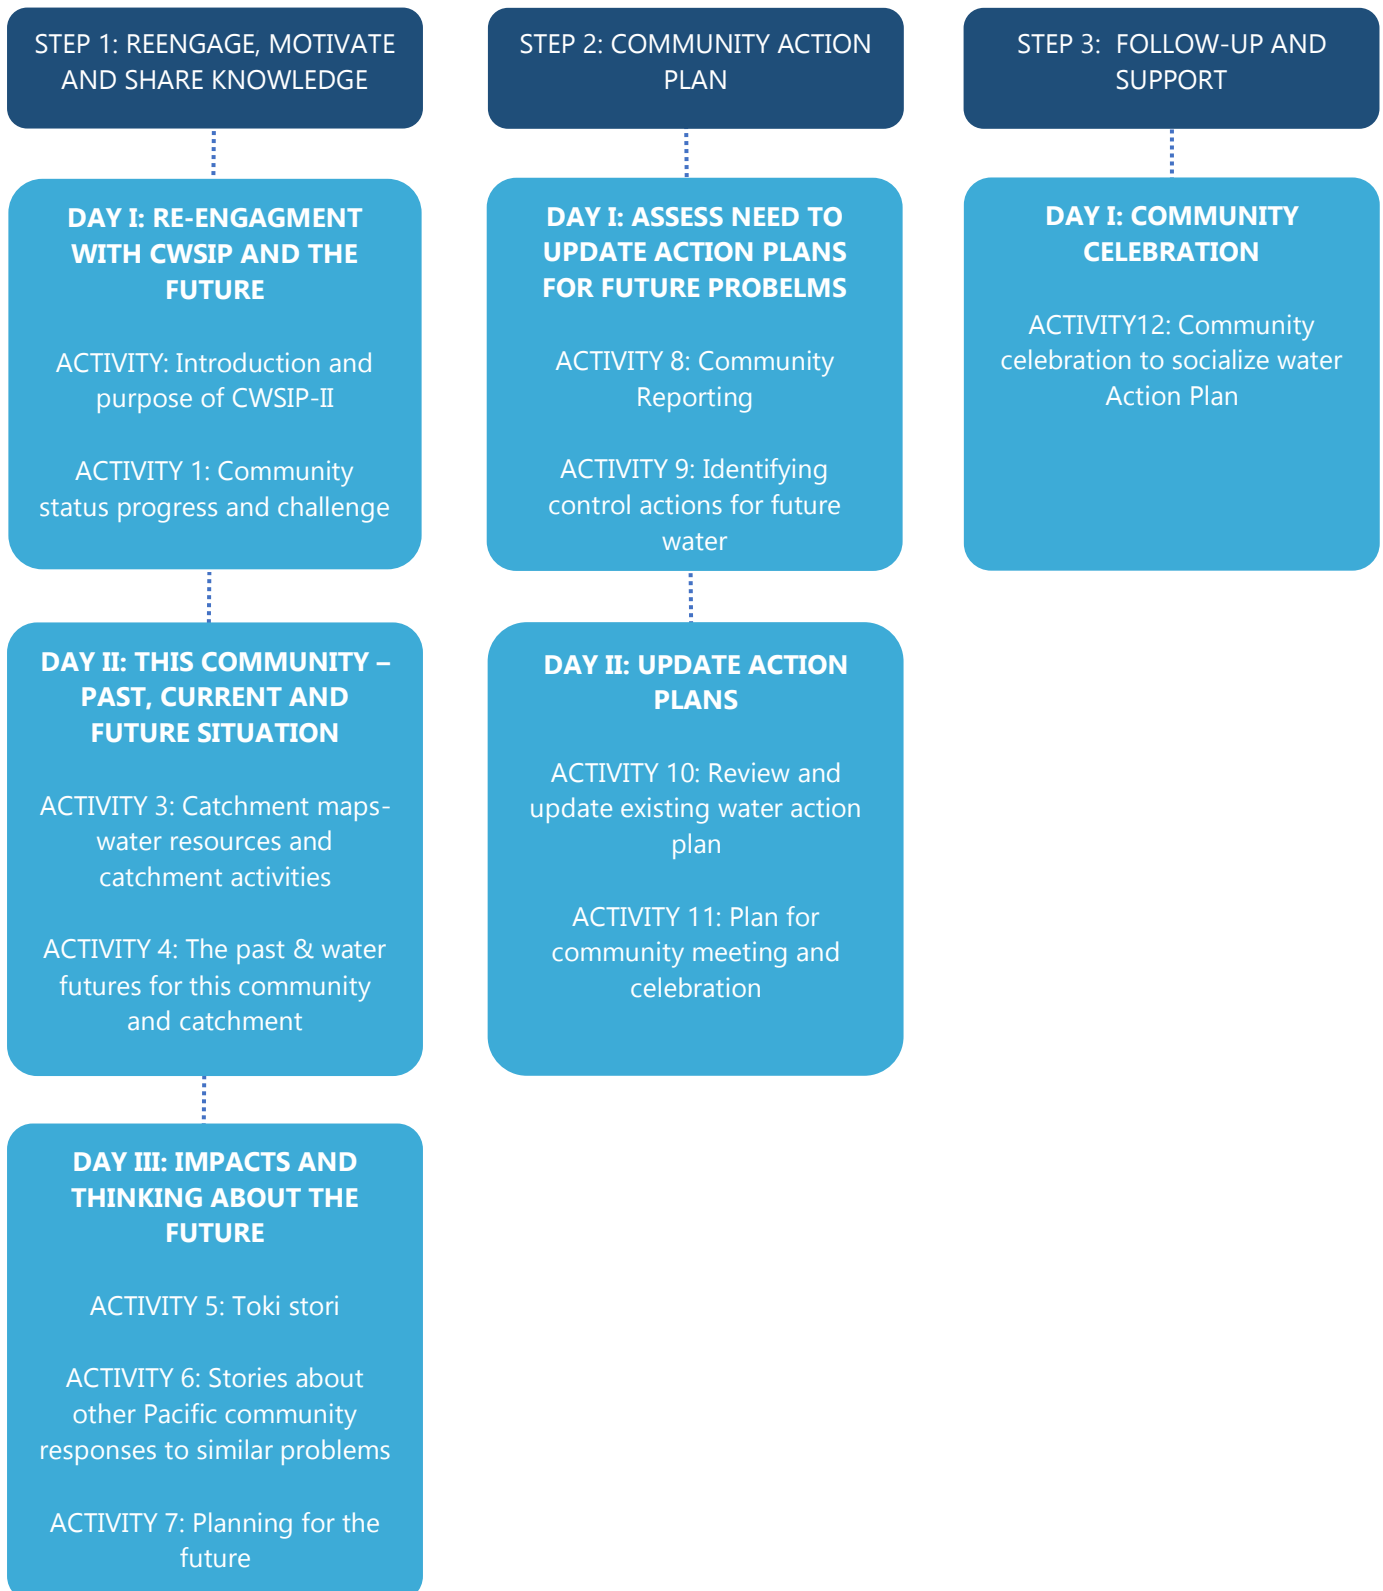 STEP 1: REENGAGE, MOTIVATE
AND SHARE KNOWLEDGE
DAY I: RE-ENGAGMENT
WITH CWSIP AND THE
FUTURE
ACTIVITY: Introduction and
purpose of CWSIP-II
ACTIVITY 1: Community
status progress and challenge
DAY II: THIS COMMUNITY –
PAST, CURRENT AND
FUTURE SITUATION
ACTIVITY 3: Catchment maps-
water resources and
catchment activities
ACTIVITY 4: The past & water
futures for this community
and catchment
DAY III: IMPACTS AND
THINKING ABOUT THE
FUTURE
ACTIVITY 5: Toki stori
ACTIVITY 6: Stories about
other Pacific community
responses to similar problems
ACTIVITY 7: Planning for the
future
STEP 2: COMMUNITY ACTION
PLAN
DAY I: ASSESS NEED TO
UPDATE ACTION PLANS
FOR FUTURE PROBELMS
ACTIVITY 8: Community
Reporting
ACTIVITY 9: Identifying
control actions for future
water
DAY II: UPDATE ACTION
PLANS
ACTIVITY 10: Review and
update existing water action
plan
ACTIVITY 11: Plan for
community meeting and
celebration
STEP 3:  FOLLOW-UP AND
SUPPORT
DAY I: COMMUNITY
CELEBRATION
ACTIVITY12: Community
celebration to socialize water
Action Plan